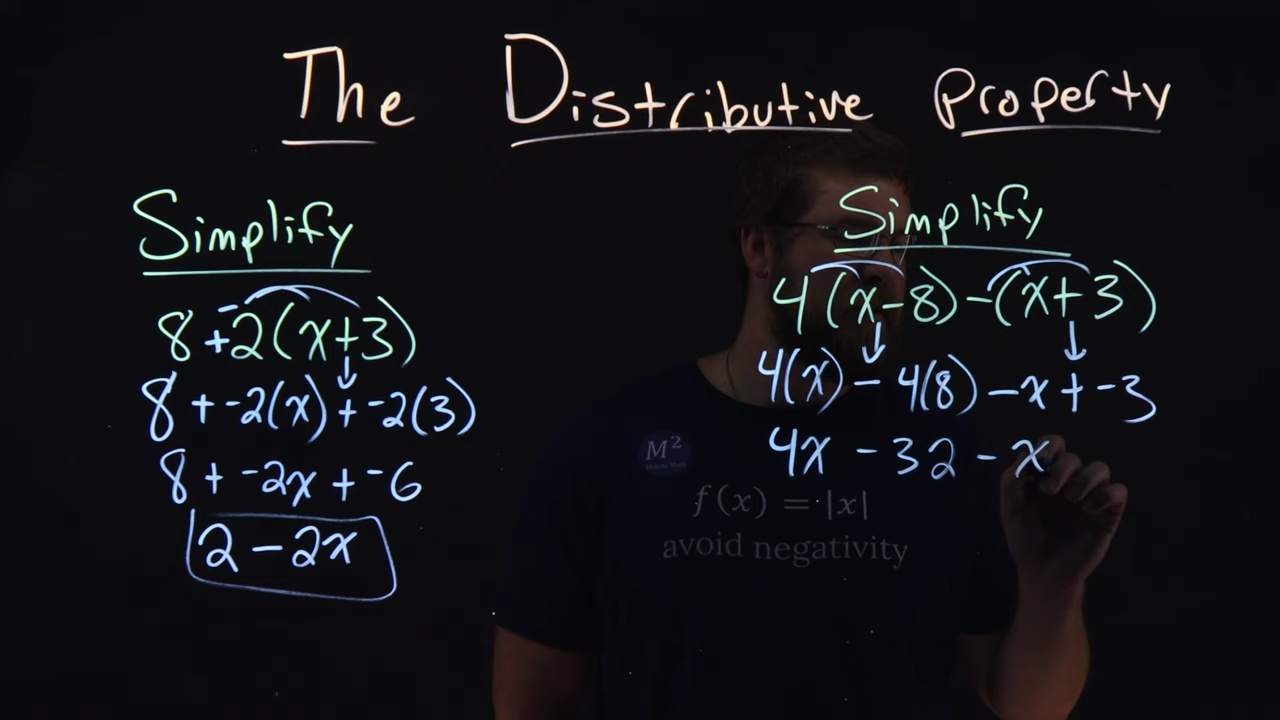 The Distributive Property
Simplify
8 + -2(x+3)
8 + -2(x) + -2(3)
8 + -2x + -6
2 - 2x
Simplify
4(x-8) -(x+3)
4(x) - 4(8) - x + -3
4x - 32 - x
M²
f(x) = |x|
avoid negativity